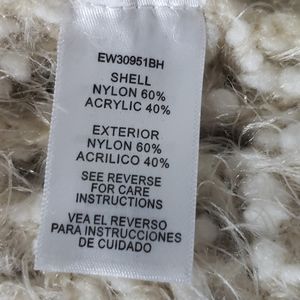 EW30951BH
SHELL
NYLON 60%
ACRYLIC 40%
EXTERIOR
NYLON 60%
ACRILICO 40%
SEE REVERSE
FOR CARE
INSTRUCTIONS
VEA EL REVERSO
PARA INSTRUCCIONES
DE CUIDADO